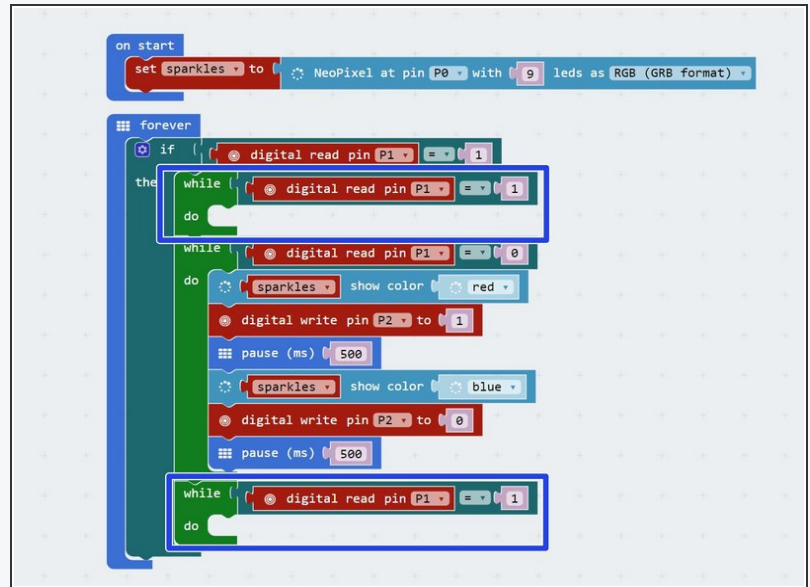 on start
set sparkles to NeoPixel at pin P0 with 9 leds as RGB (GRB format)
forever
if digital read pin P1 = 1
the
while digital read pin P1 = 1
do
while digital read pin P1 = 0
do
sparkles show color red
digital write pin P2 to 1
pause (ms) 500
sparkles show color blue
digital write pin P2 to 0
pause (ms) 500
while digital read pin P1 = 1
do